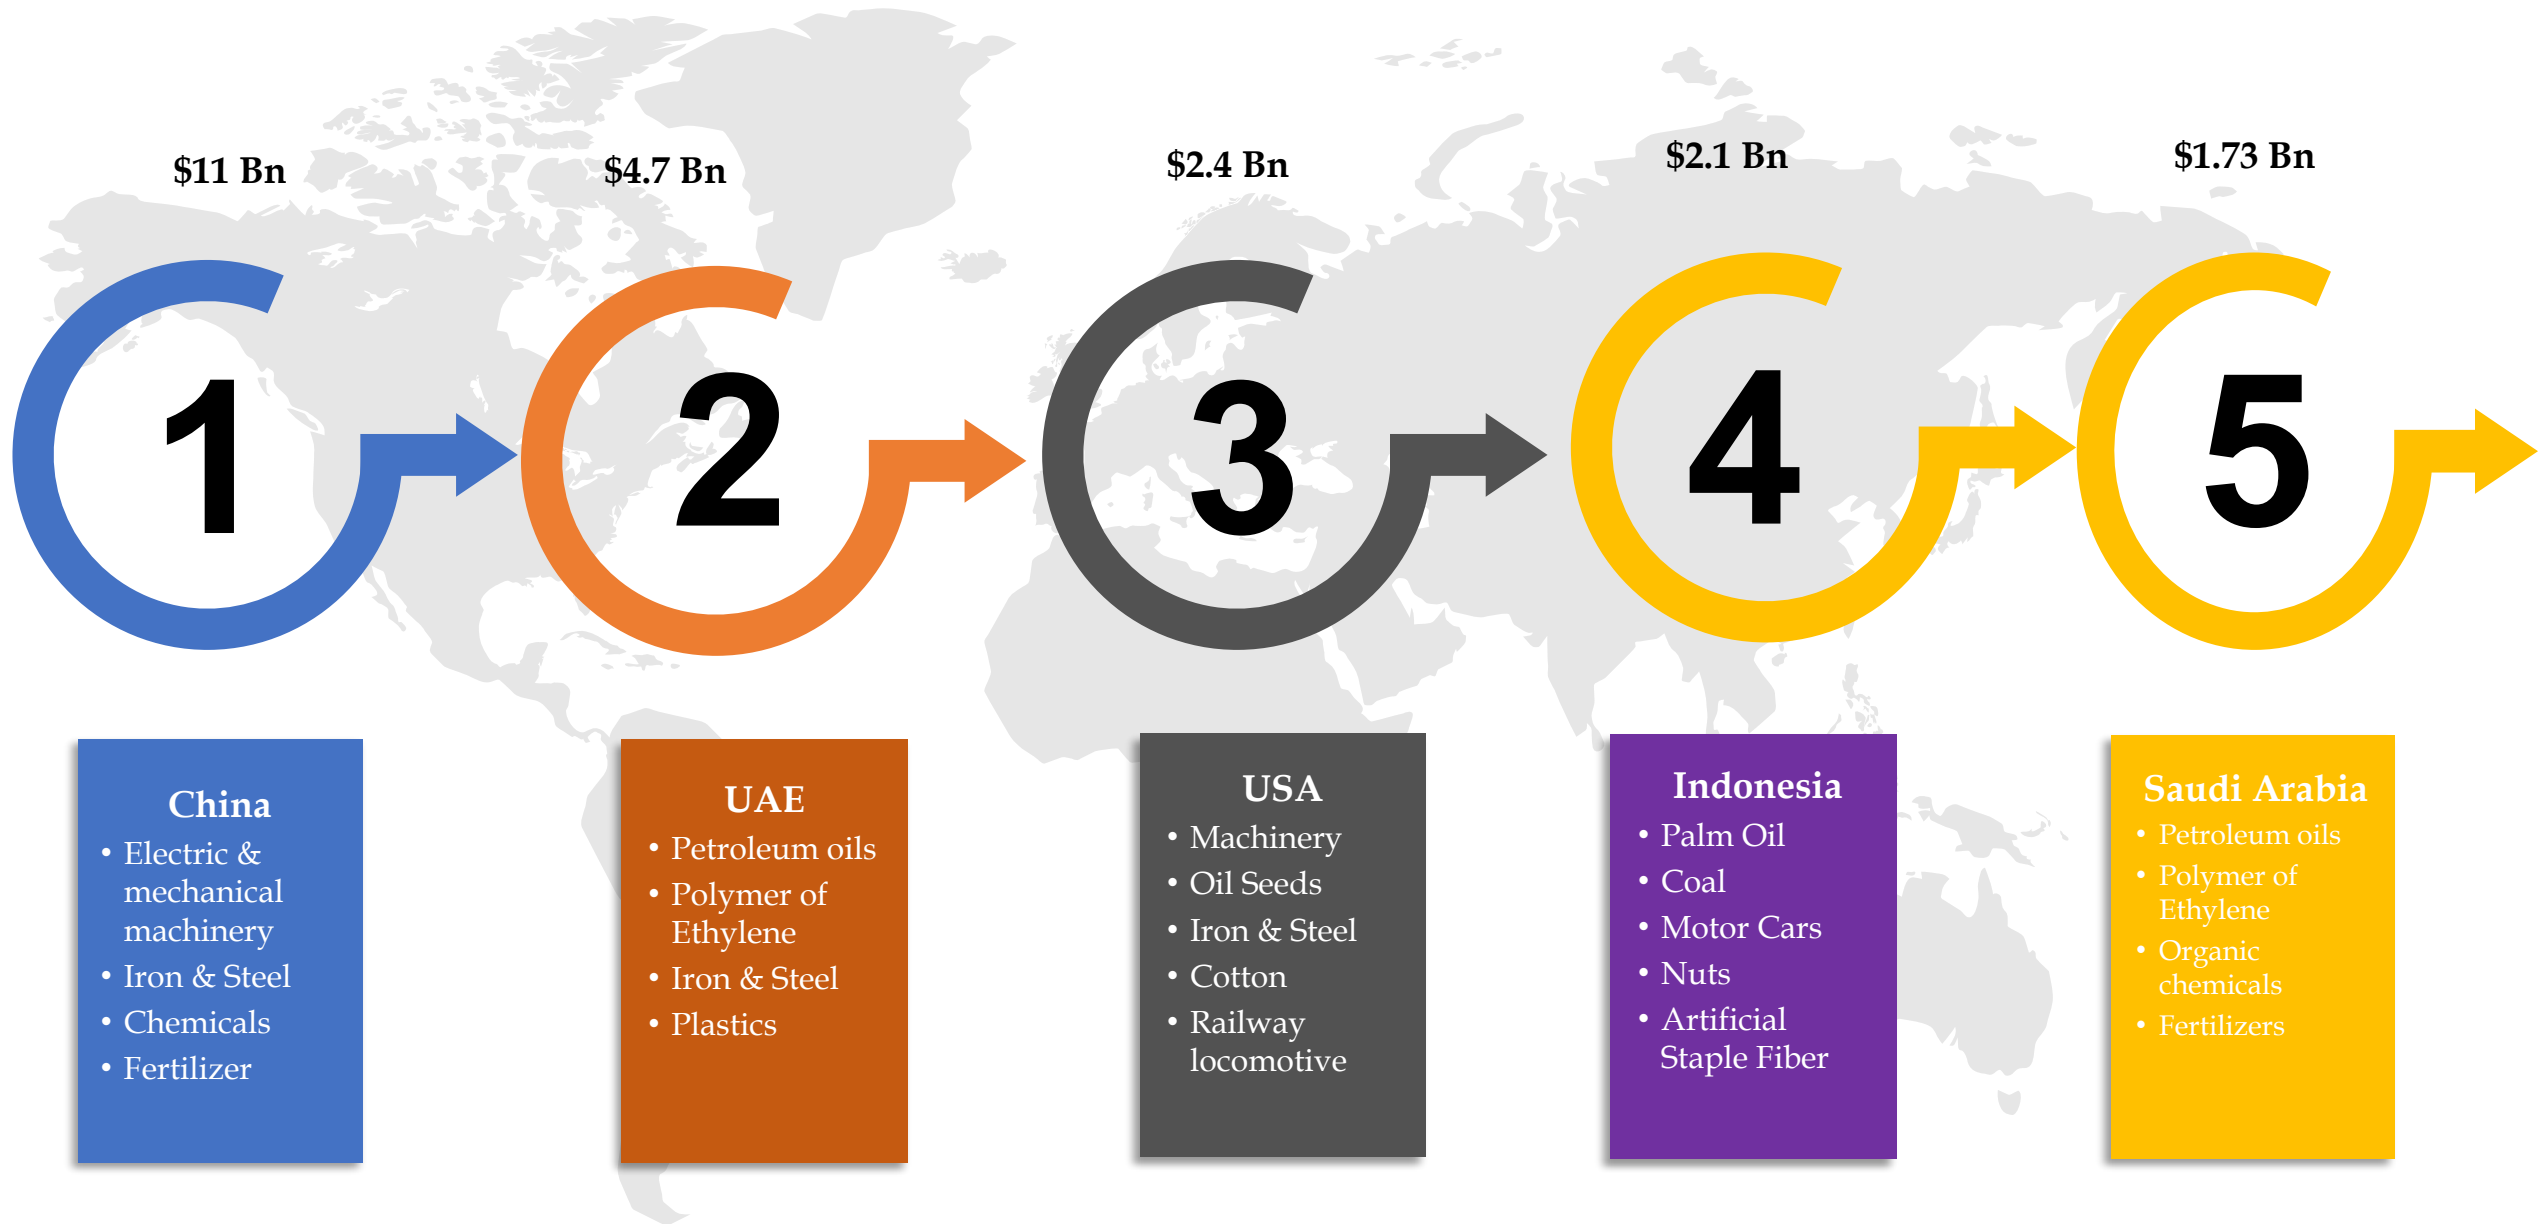 $11 Bn
$4.7 Bn
$2.4 Bn
$2.1 Bn
$1.73 Bn
1
2
3
4
5
China
• Electric &
mechanical
machinery
• Iron & Steel
• Chemicals
• Fertilizer
UAE
• Petroleum oils
• Polymer of
Ethylene
• Iron & Steel
• Plastics
USA
• Machinery
• Oil Seeds
• Iron & Steel
• Cotton
• Railway
locomotive
Indonesia
• Palm Oil
• Coal
• Motor Cars
• Nuts
• Artificial
Staple Fiber
Saudi Arabia
• Petroleum oils
• Polymer of
Ethylene
• Organic
chemicals
• Fertilizers